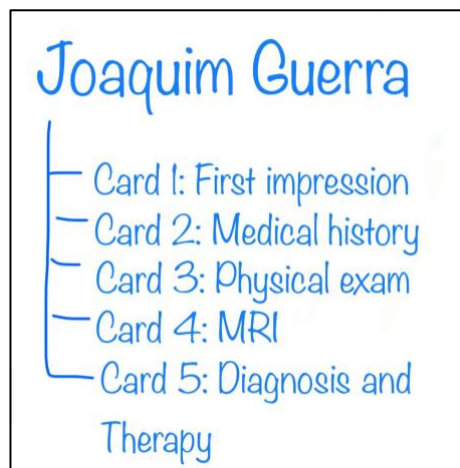 Joaquim Guerra
Card 1: First impression
Card 2: Medical history
Card 3: Physical exam
Card 4: MRI
Card 5: Diagnosis and
Therapy